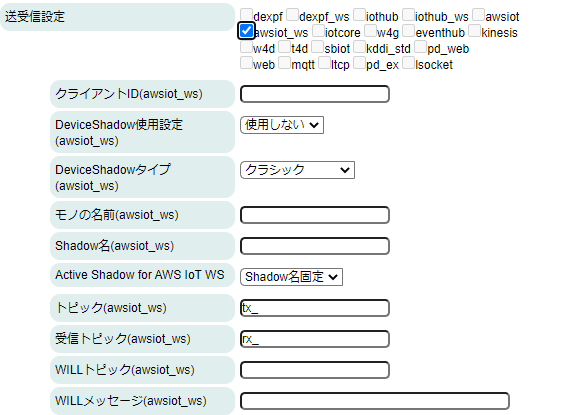 送受信設定
dexpf dexpf_ws iothub iothub_ws awsiot
awsiot_ws iotcore w4g eventhub kinesis
w4d t4d sbiot kddi_std pd_web
web mqtt ltcp pd_ex lsocket
クライアントID(awsiot_ws)
DeviceShadow使用設定
(awsiot_ws)
使用しない
DeviceShadowタイプ
(awsiot_ws)
クラシック
モノの名前(awsiot_ws)
Shadow名(awsiot_ws)
Active Shadow for AWS IoT WS
Shadow名固定
トピック(awsiot_ws)
tx_
受信トピック(awsiot_ws)
rx_
WILLトピック(awsiot_ws)
WILLメッセージ(awsiot_ws)